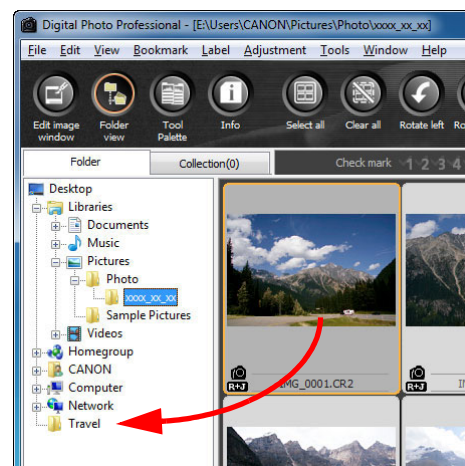 Digital Photo Professional - [E:\Users\CANON\Pictures\Photo\xxxx_xx_xx]
File Edit View Bookmark Label Adjustment Tools Window Help
Edit image window
Folder view
Tool Palette
Info
Select all
Clear all
Rotate left
Ro
Folder
Collection(0)
Check mark 1 2 3 4
Desktop
Libraries
Documents
Music
Pictures
Photo
xxxx_xx_xx
Sample Pictures
Videos
Homegroup
CANON
Computer
Network
Travel
R+J
IMG_0001.CR2
R+J